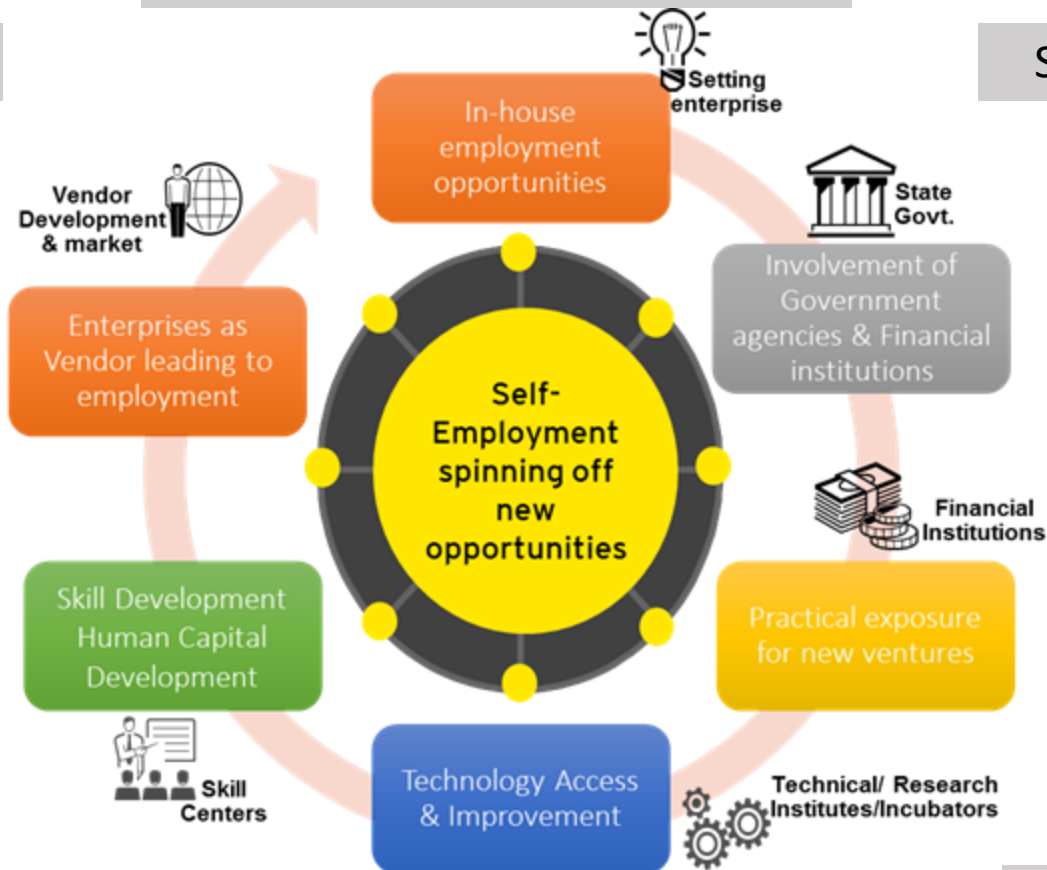 S
Setting
enterprise
In-house
employment
opportunities
State
Govt.
Involvement of
Government
agencies & Financial
institutions
Financial
Institutions
Practical exposure
for new ventures
Technical/ Research
Institutes/Incubators
Technology Access
& Improvement
Skill
Centers
Skill Development
Human Capital
Development
Enterprises as
Vendor leading to
employment
Vendor
Development
& market
Self-
Employment
spinning off
new
opportunities